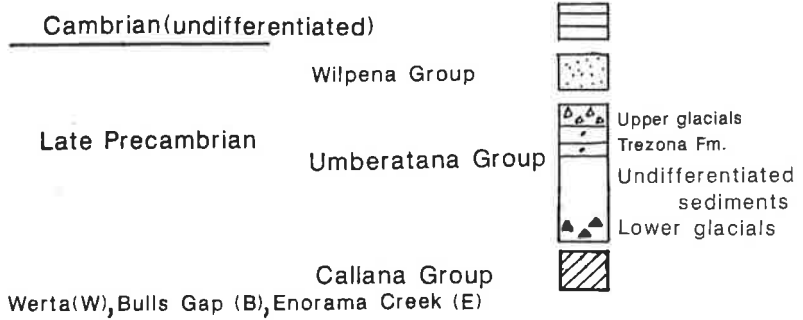 Cambrian(undifferentiated)
Wilpena Group
Late Precambrian
Umberatana Group
Upper glacials
Trezona Fm.
Undifferentiated
sediments
Lower glacials
Callana Group
Werta(W),Bulls Gap (B),Enorama Creek (E)